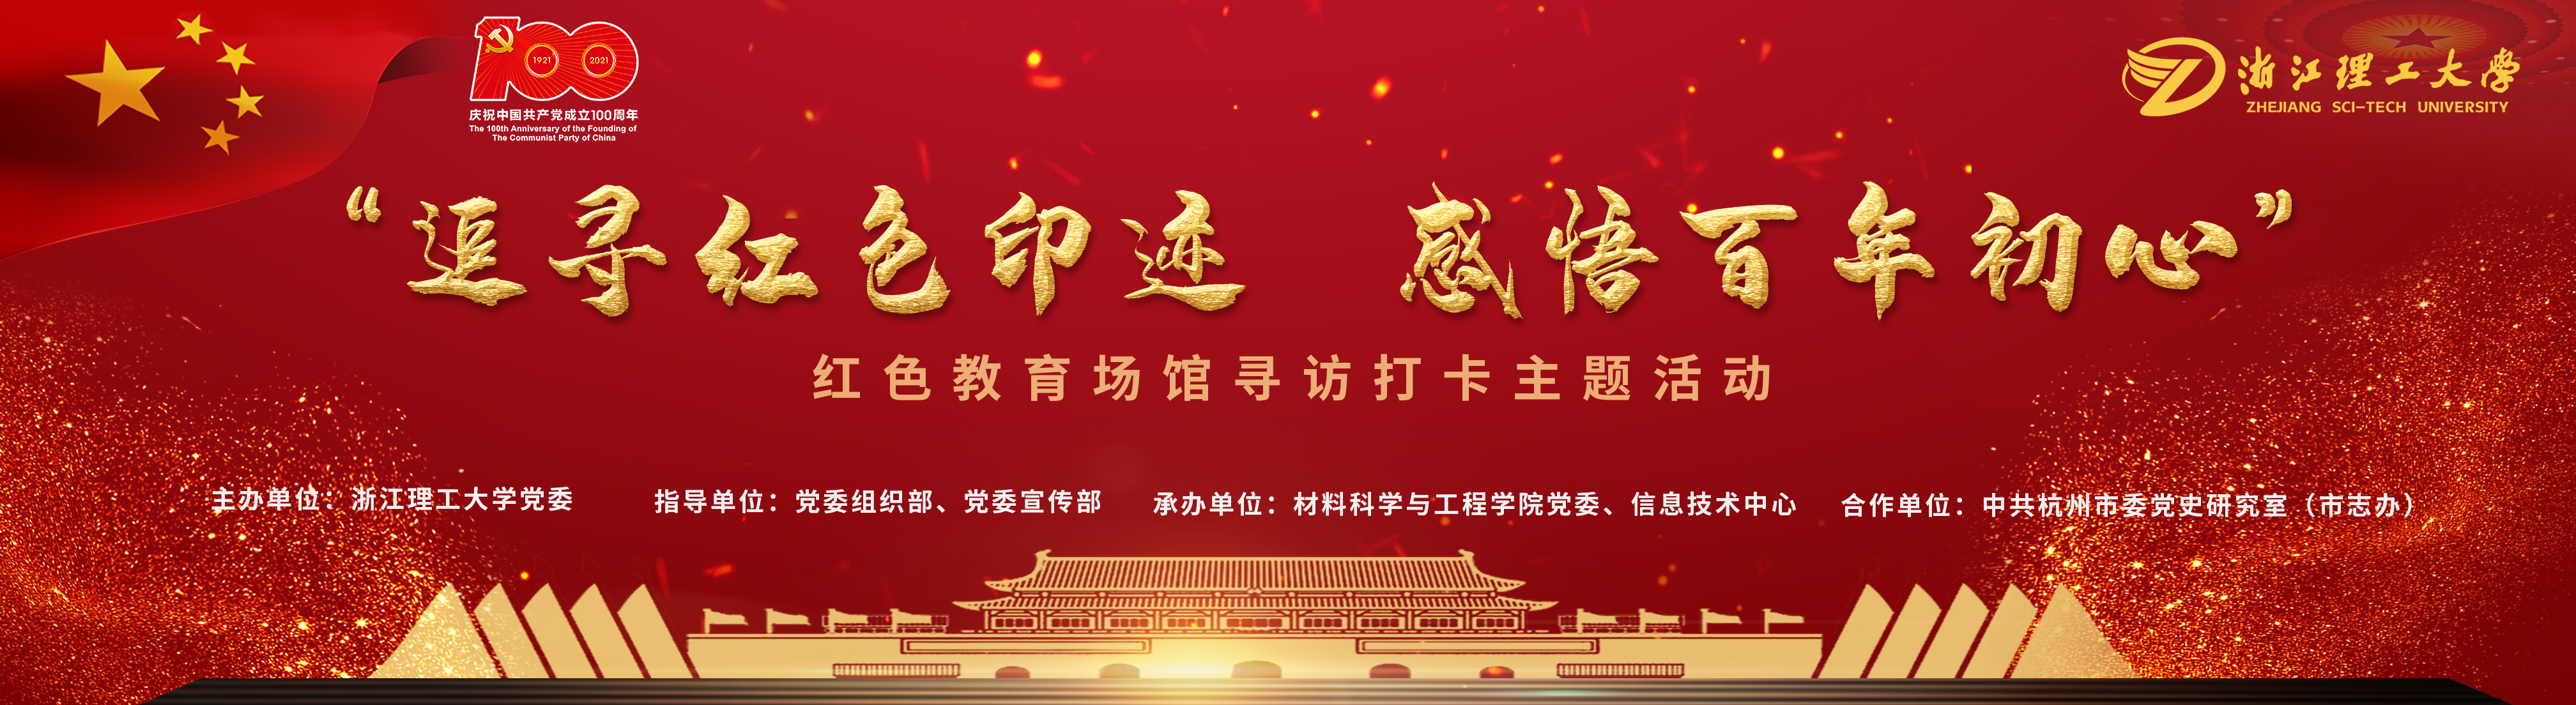 1921 2021
庆祝中国共产党成立100周年
The 100th Anniversary of the Founding of
The Communist Party of China
浙江理工大學
ZHEJIANG SCI-TECH UNIVERSITY
“追寻红色印迹 感悟百年初心”
红色教育场馆寻访打卡主题活动
主办单位：浙江理工大学党委 指导单位：党委组织部、党委宣传部 承办单位：材料科学与工程学院党委、信息技术中心 合作单位：中共杭州市委党史研究室（市志办）